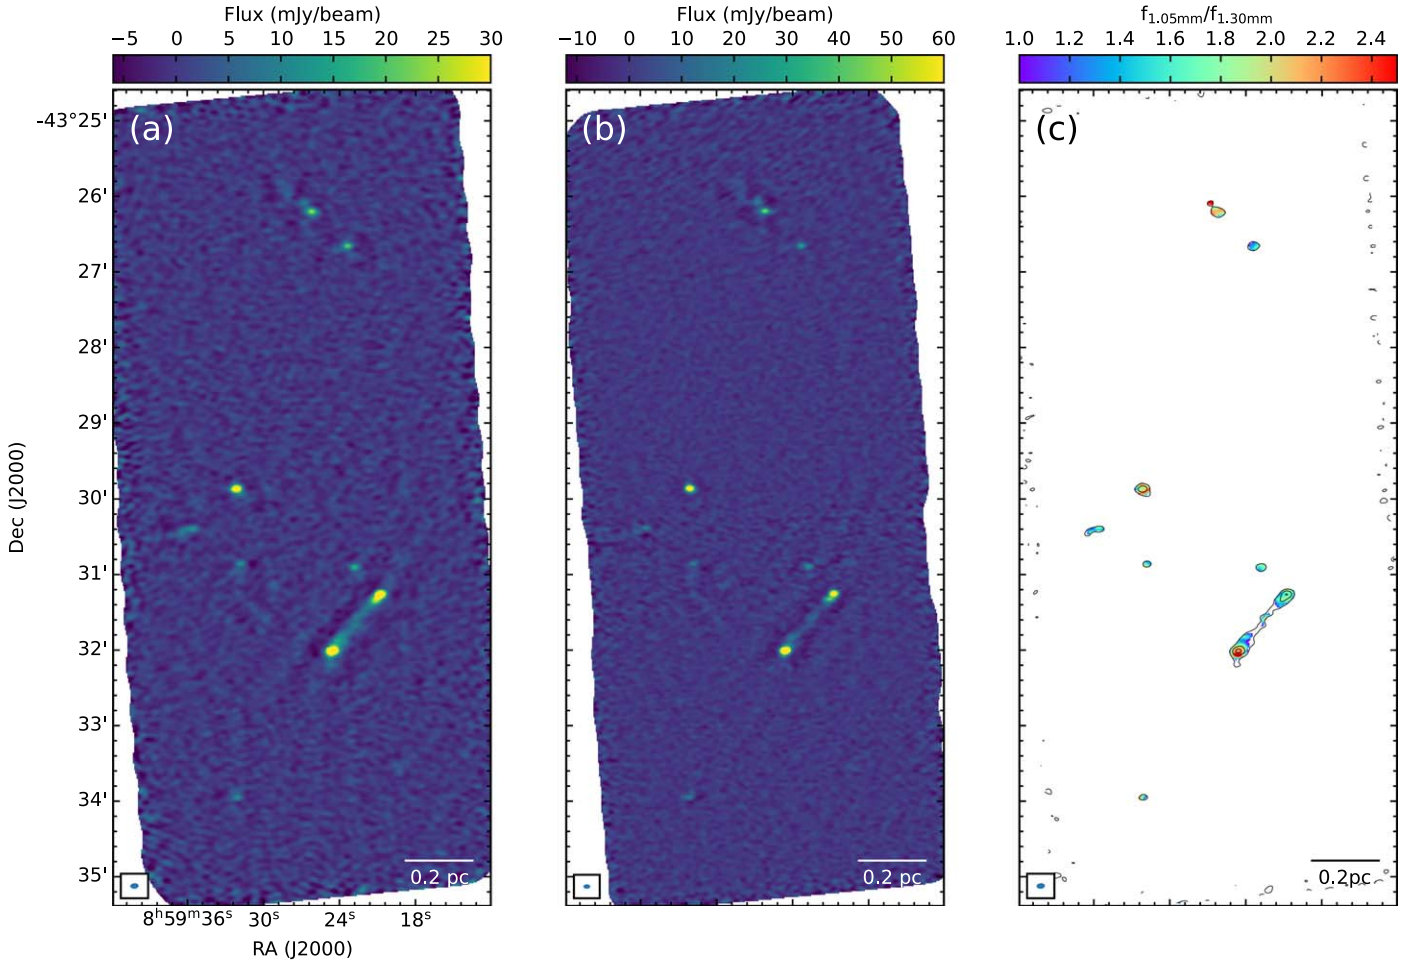 Flux (mJy/beam)
−5 0 5 10 15 20 25 30
Flux (mJy/beam)
−10 0 10 20 30 40 50 60
f1.05mm/f1.30mm
1.0 1.2 1.4 1.6 1.8 2.0 2.2 2.4
(a)
(b)
(c)
Dec (J2000)
-43°25'
26'
27'
28'
29'
30'
31'
32'
33'
34'
35'
0.2 pc
0.2 pc
0.2pc
8h59m36s 30s 24s 18s
RA (J2000)